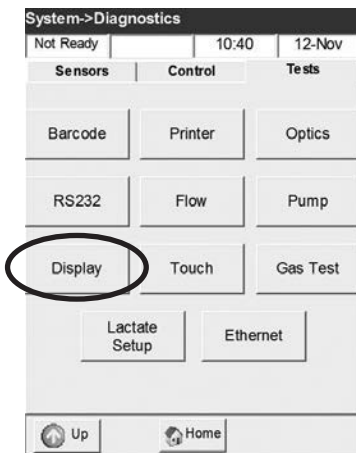 System->Diagnostics
Not Ready 10:40 12-Nov
Sensors Control Tests
Barcode Printer Optics
RS232 Flow Pump
Display Touch Gas Test
Lactate Setup Ethernet
Up Home